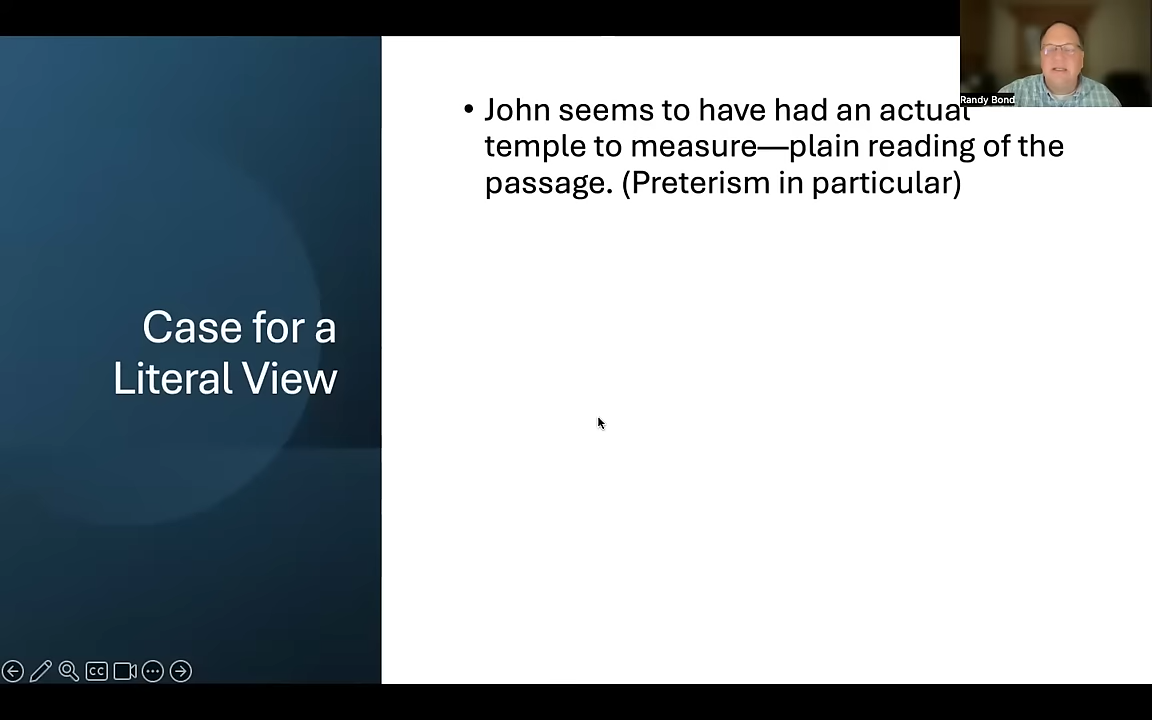 Randy Bond
• John seems to have had an actual
temple to measure—plain reading of the
passage. (Preterism in particular)
Case for a
Literal View
CC